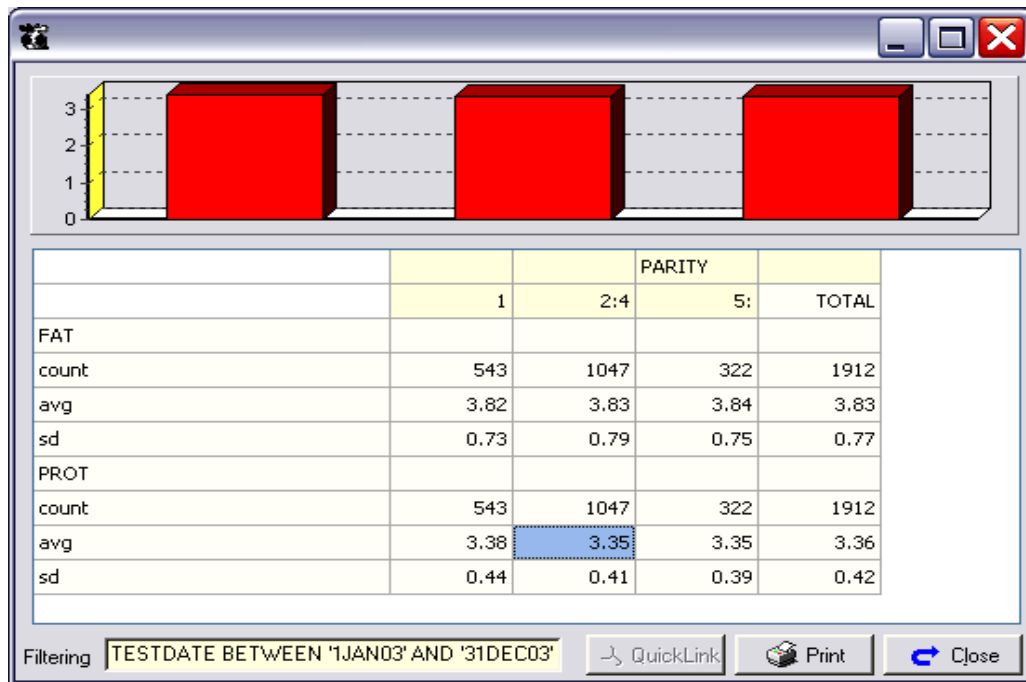 3
2
1
0
PARITY
1 2:4 5: TOTAL
FAT
count 543 1047 322 1912
avg 3.82 3.83 3.84 3.83
sd 0.73 0.79 0.75 0.77
PROT
count 543 1047 322 1912
avg 3.38 3.35 3.35 3.36
sd 0.44 0.41 0.39 0.42
Filtering TESTDATE BETWEEN '1JAN03' AND '31DEC03' QuickLink Print Close